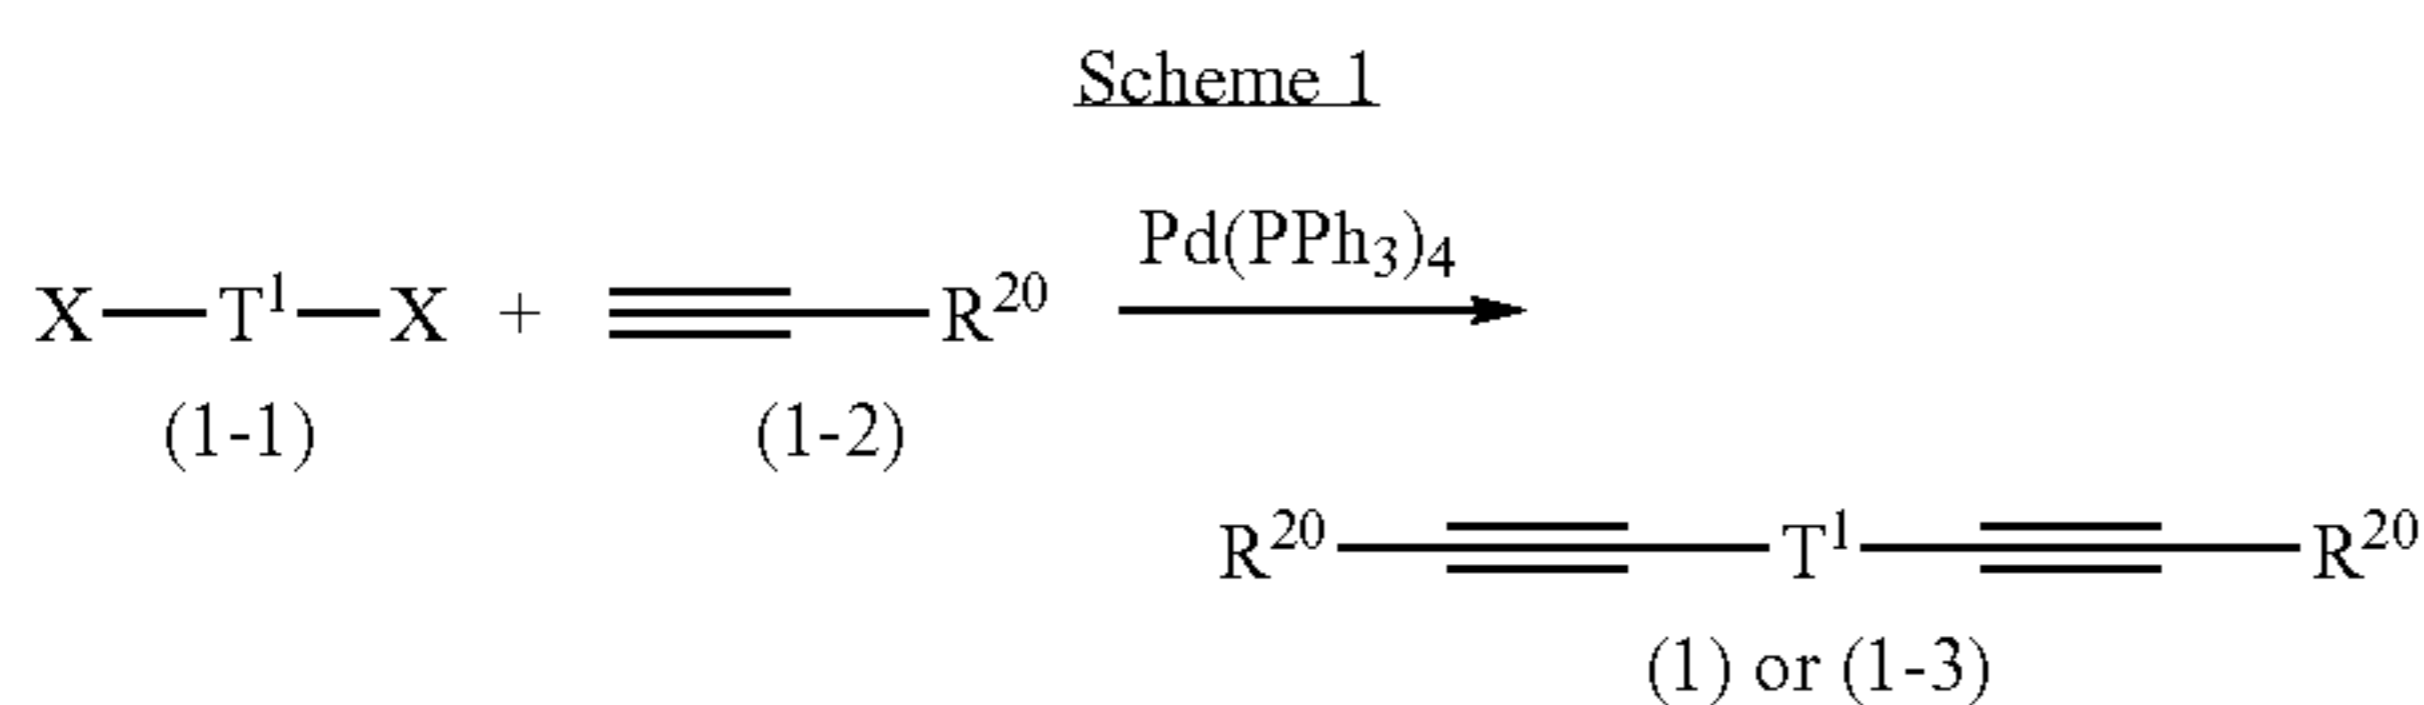 Scheme 1
Pd(PPh3)4
X—T¹—X + ≡—R²⁰
(1-1) (1-2)
R²⁰—≡—T¹—≡—R²⁰
(1) or (1-3)